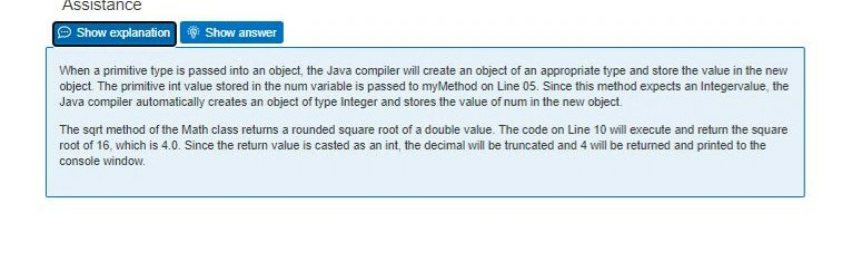 Assistance
Show explanation Show answer
When a primitive type is passed into an object, the Java compiler will create an object of an appropriate type and store the value in the new
object. The primitive int value stored in the num variable is passed to myMethod on Line 05. Since this method expects an Integervalue, the
Java compiler automatically creates an object of type Integer and stores the value of num in the new object.
The sqrt method of the Math class returns a rounded square root of a double value. The code on Line 10 will execute and return the square
root of 16, which is 4.0. Since the return value is casted as an int, the decimal will be truncated and 4 will be returned and printed to the
console window.